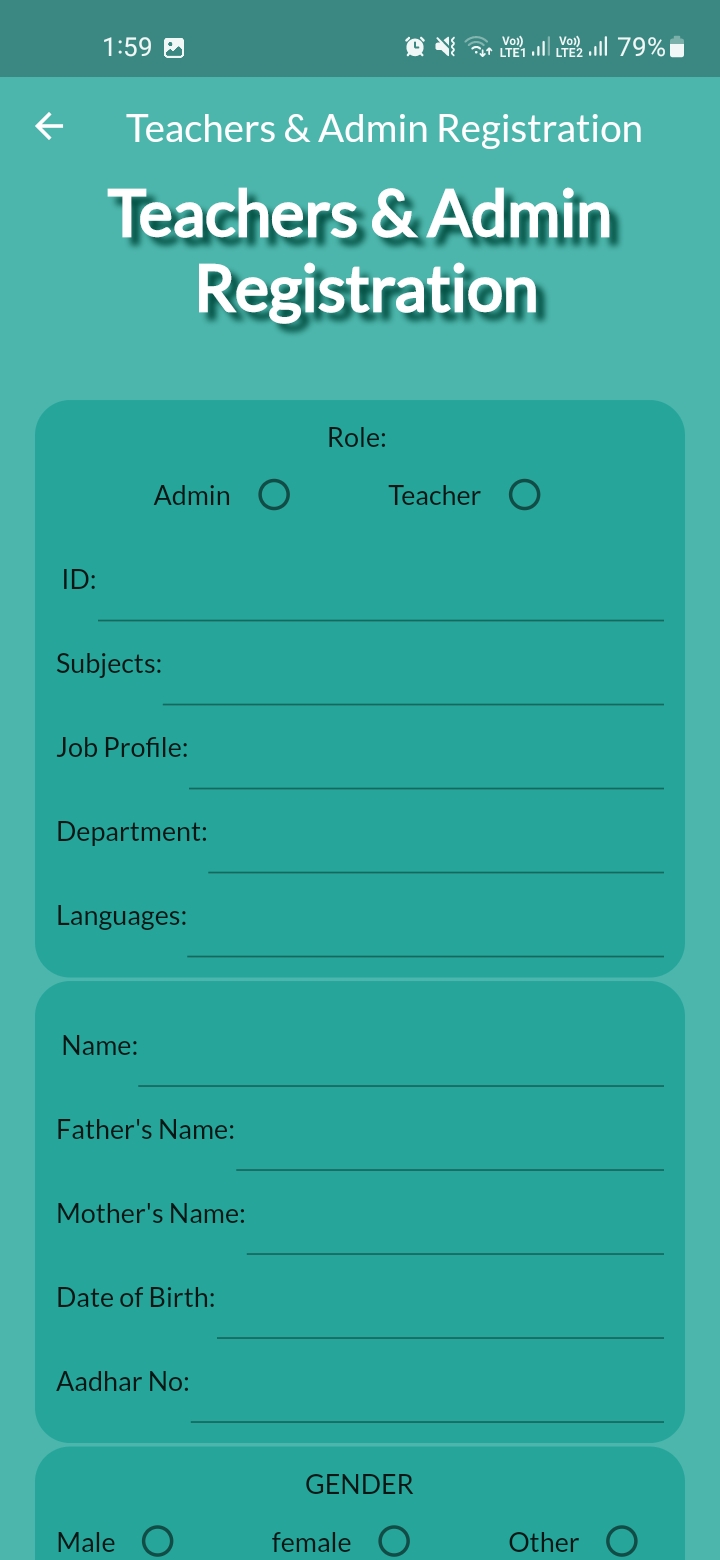 1:59 Vo)) LTE1 Vo)) LTE2 79%
Teachers & Admin Registration
Teachers & Admin
Registration
Role:
Admin Teacher
ID:
Subjects:
Job Profile:
Department:
Languages:
Name:
Father's Name:
Mother's Name:
Date of Birth:
Aadhar No:
GENDER
Male female Other